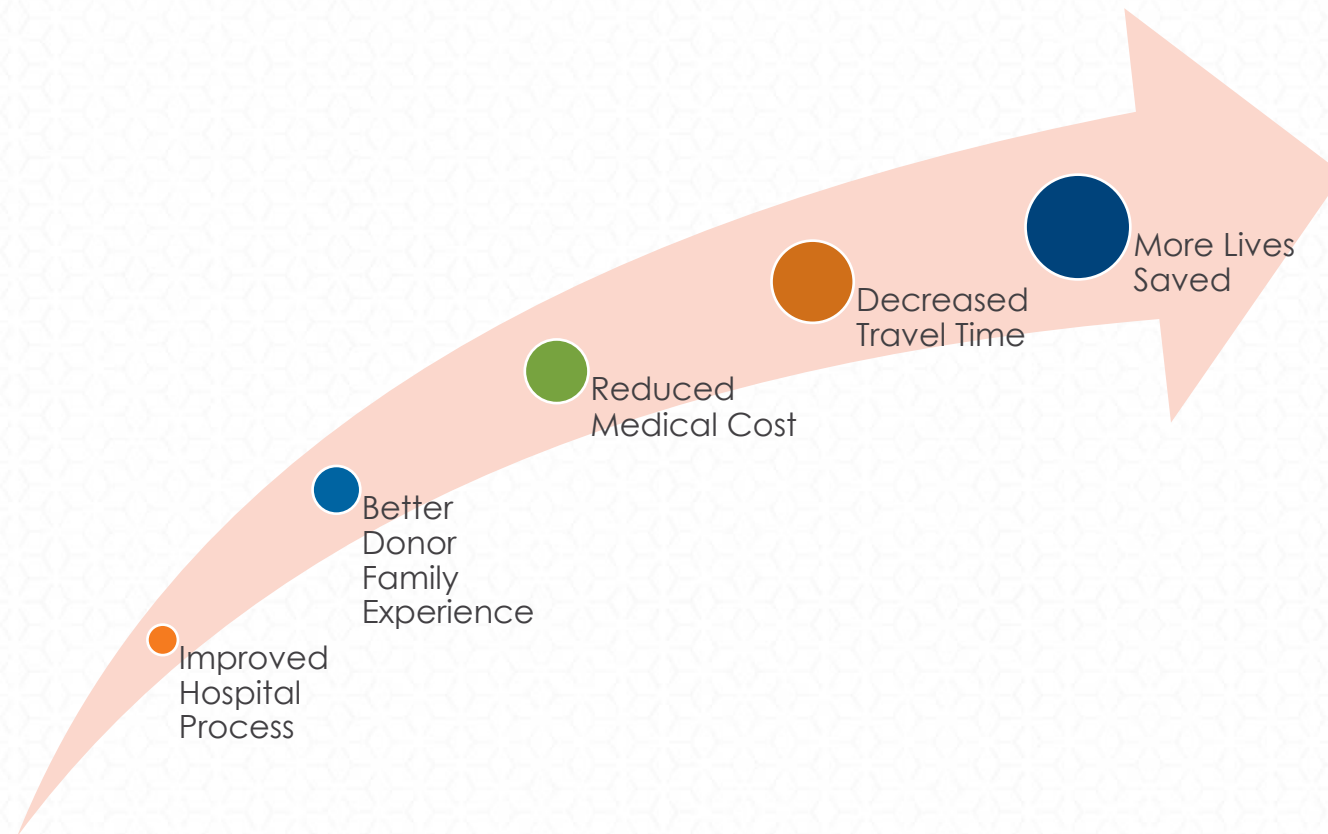 Improved
Hospital
Process
Better
Donor
Family
Experience
Reduced
Medical Cost
Decreased
Travel Time
More Lives
Saved